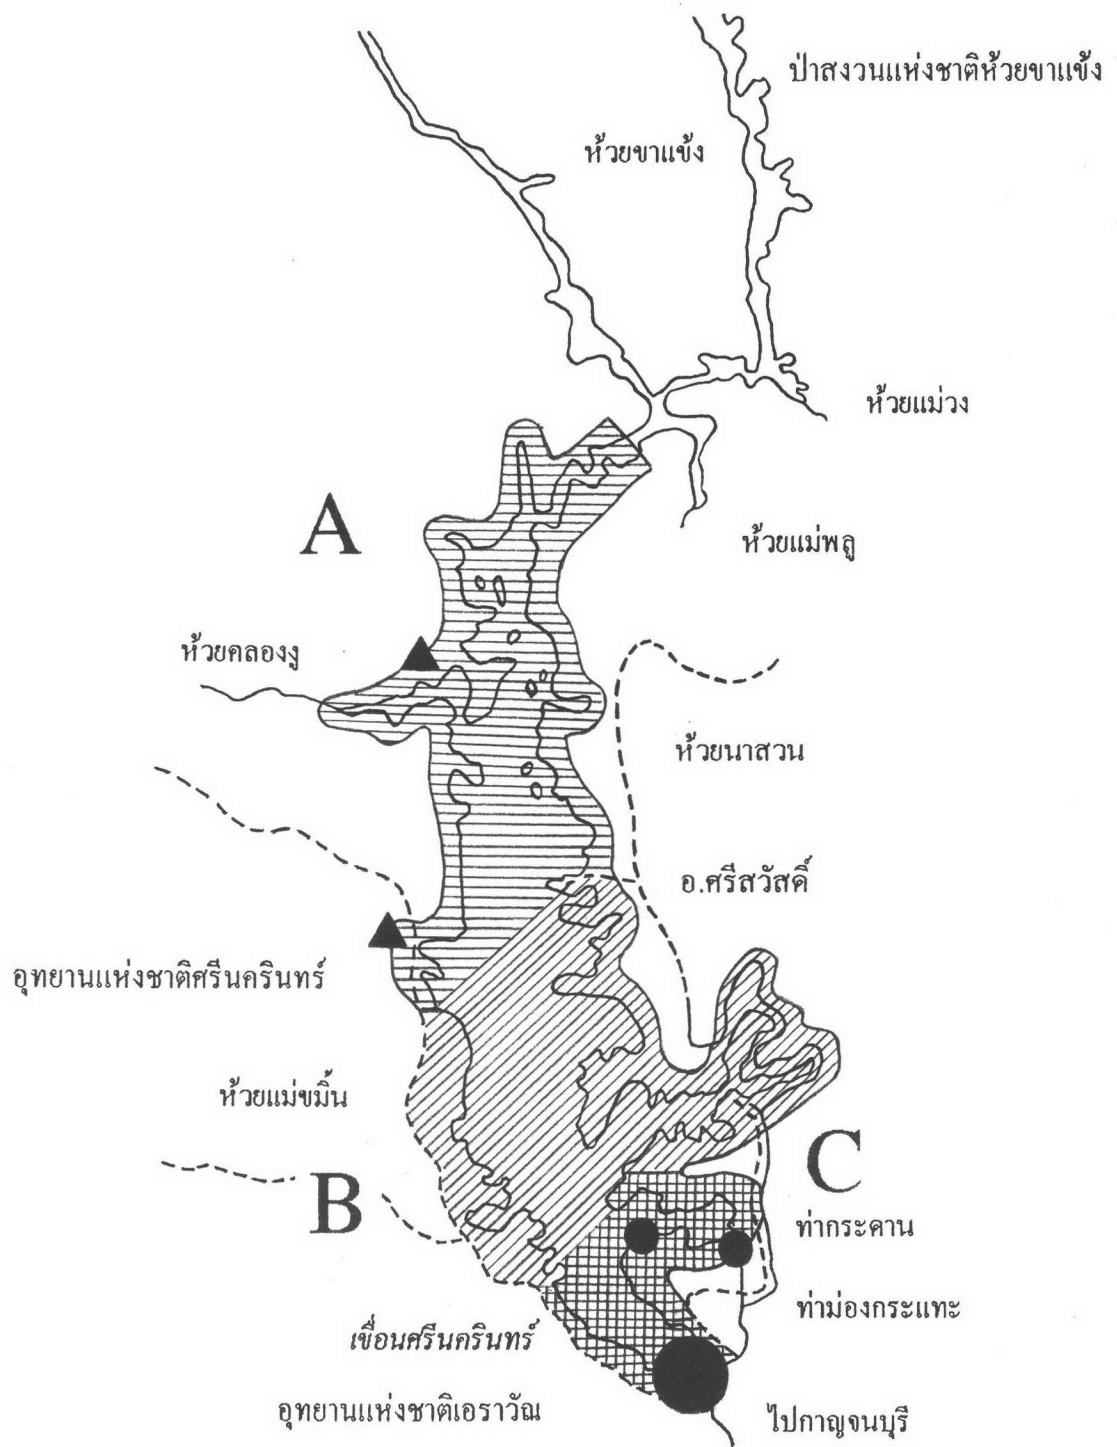 ป่าสงวนแห่งชาติห้วยขาแข้ง
ห้วยขาแข้ง
ห้วยแม่วง
A
ห้วยแม่พลู
ห้วยคลองงู
ห้วยนาสวน
อ.ศรีสวัสดิ์
อุทยานแห่งชาติศรีนครินทร์
ห้วยแม่ขมิ้น
B
C
ท่ากระดาน
ท่าม่องกระแทะ
เขื่อนศรีนครินทร์
อุทยานแห่งชาติเอราวัณ
ไปกาญจนบุรี